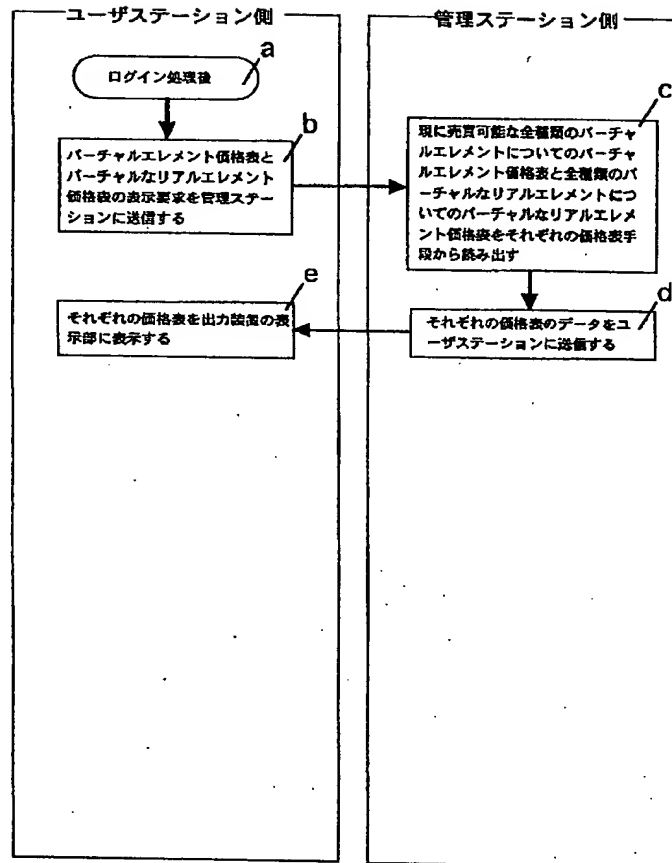 ユーザステーション側
管理ステーション側
a
ログイン処理後
b
バーチャルエレメント価格表と
バーチャルなリアルエレメント
価格表の表示要求を管理ステー
ションに送信する
c
現に売買可能な全種類のバーチャ
ルエレメントについてのバーチャ
ルエレメント価格表と全種類のバ
ーチャルなリアルエレメントにつ
いてのバーチャルなリアルエレメ
ント価格表をそれぞれの価格表手
段から読み出す
d
それぞれの価格表のデータをユ
ーザステーションに送信する
e
それぞれの価格表を出力装置の表
示部に表示する